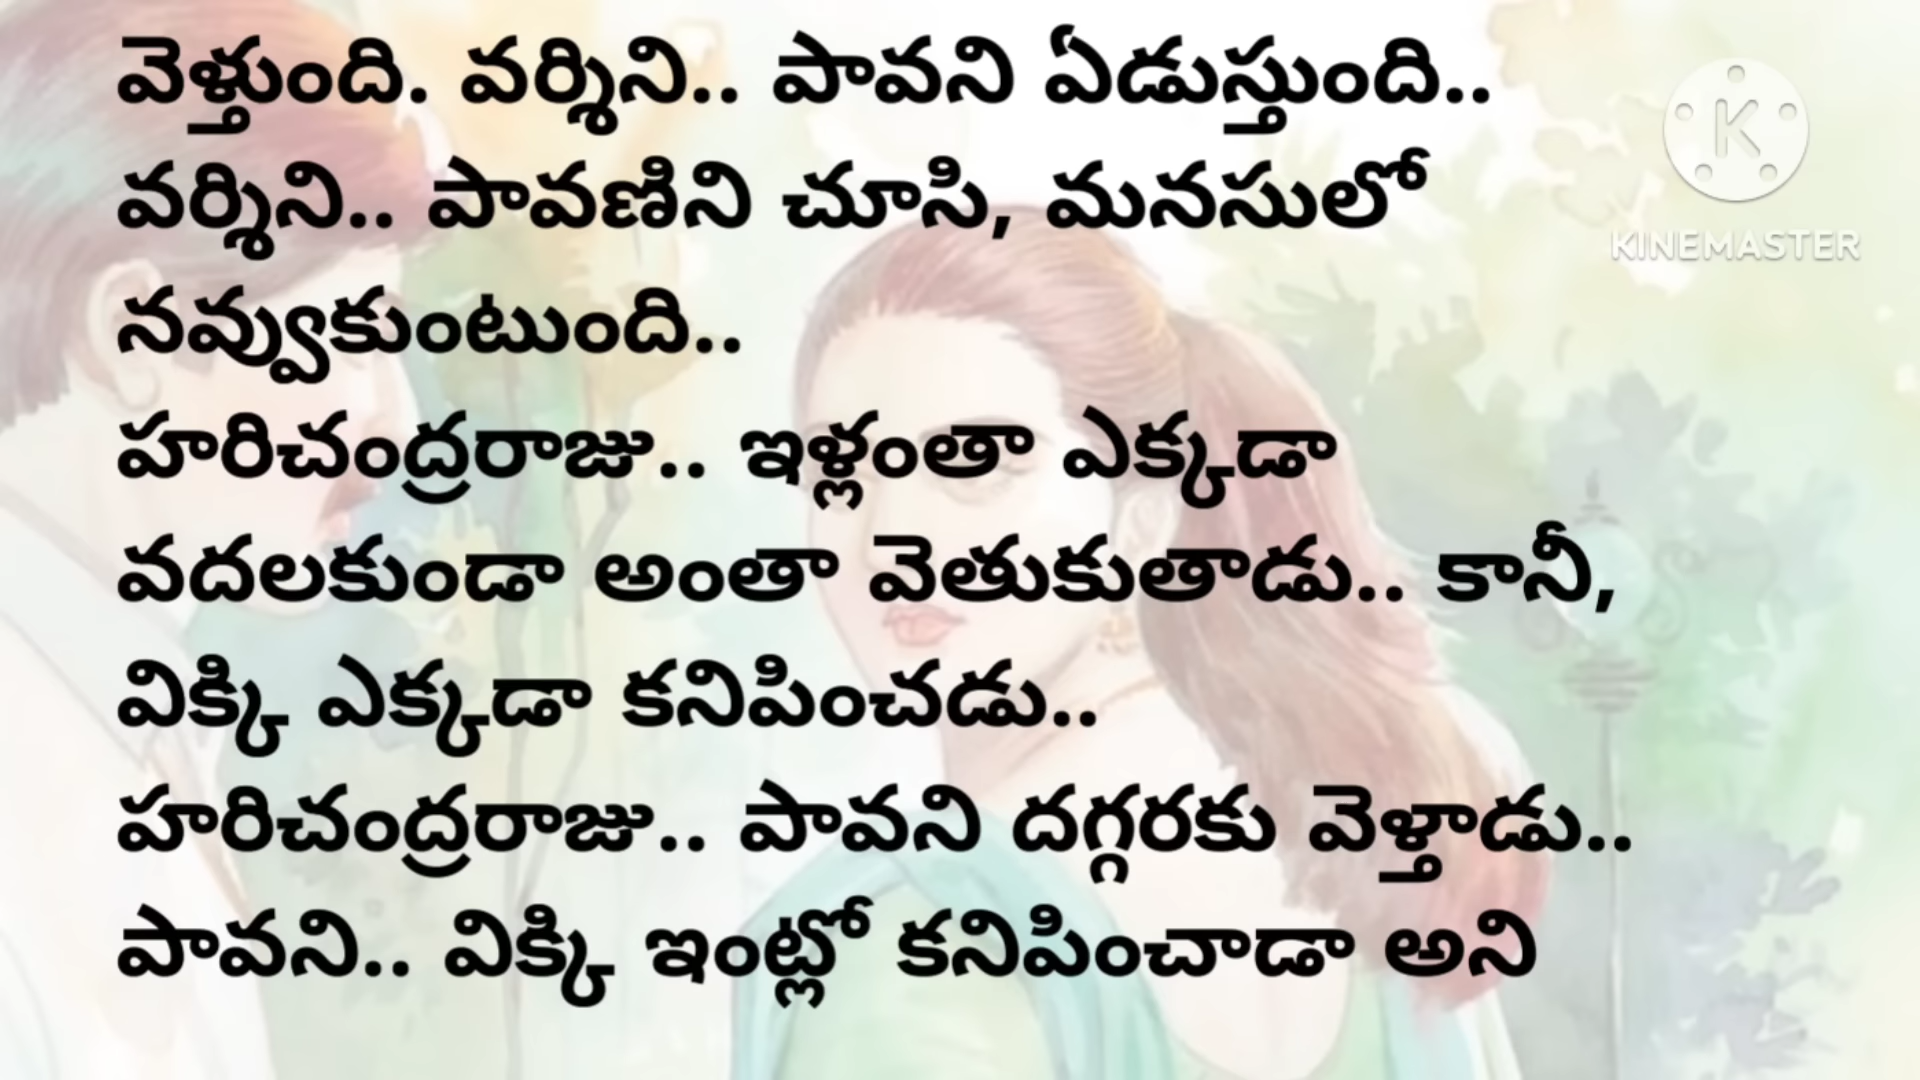 వెళ్తుంది. వర్శిని.. పావని ఏడుస్తుంది..
వర్శిని.. పావణిని చూసి, మనసులో
నవ్వుకుంటుంది..
హరిచంద్రరాజు.. ఇళ్లంతా ఎక్కడా
వదలకుండా అంతా వెతుకుతాడు.. కానీ,
విక్కి ఎక్కడా కనిపించడు..
హరిచంద్రరాజు.. పావని దగ్గరకు వెళ్తాడు..
పావని.. విక్కి ఇంట్లో కనిపించాడా అని
K
KINEMASTER